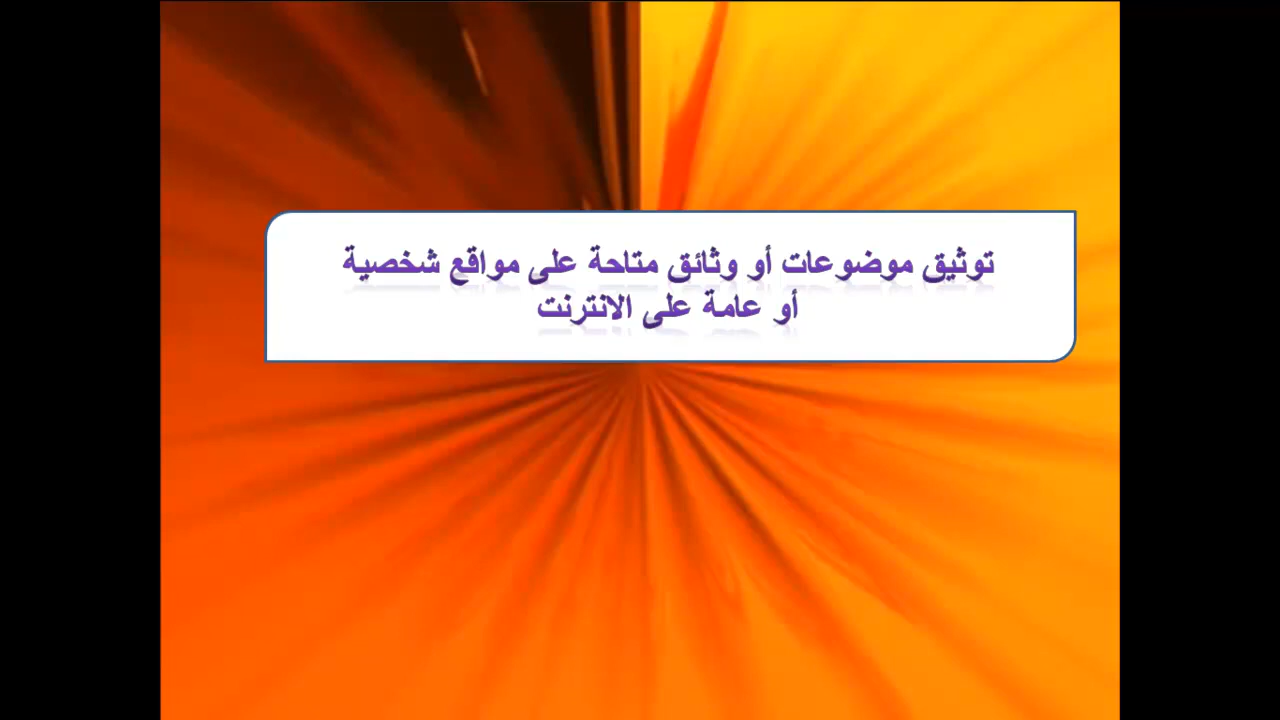 توثيق موضوعات أو وثائق متاحة على مواقع شخصية
أو عامة على الانترنت